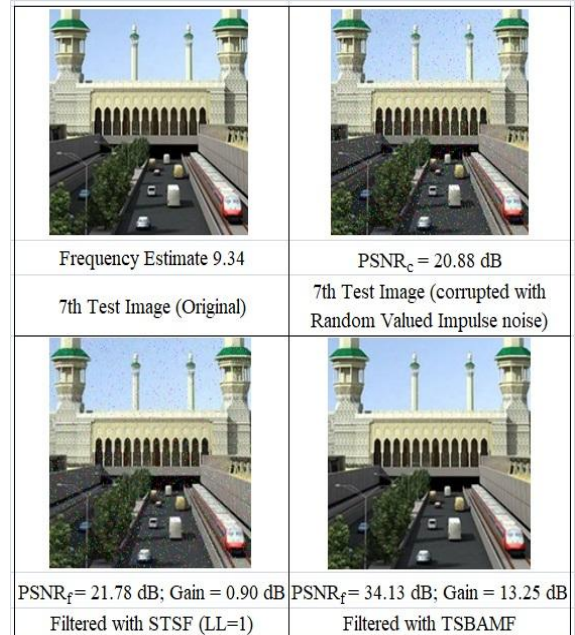 Frequency Estimate 9.34
PSNRc = 20.88 dB
7th Test Image (Original)
7th Test Image (corrupted with
Random Valued Impulse noise)
PSNRf = 21.78 dB; Gain = 0.90 dB
PSNRf = 34.13 dB; Gain = 13.25 dB
Filtered with STSF (LL=1)
Filtered with TSBAMF